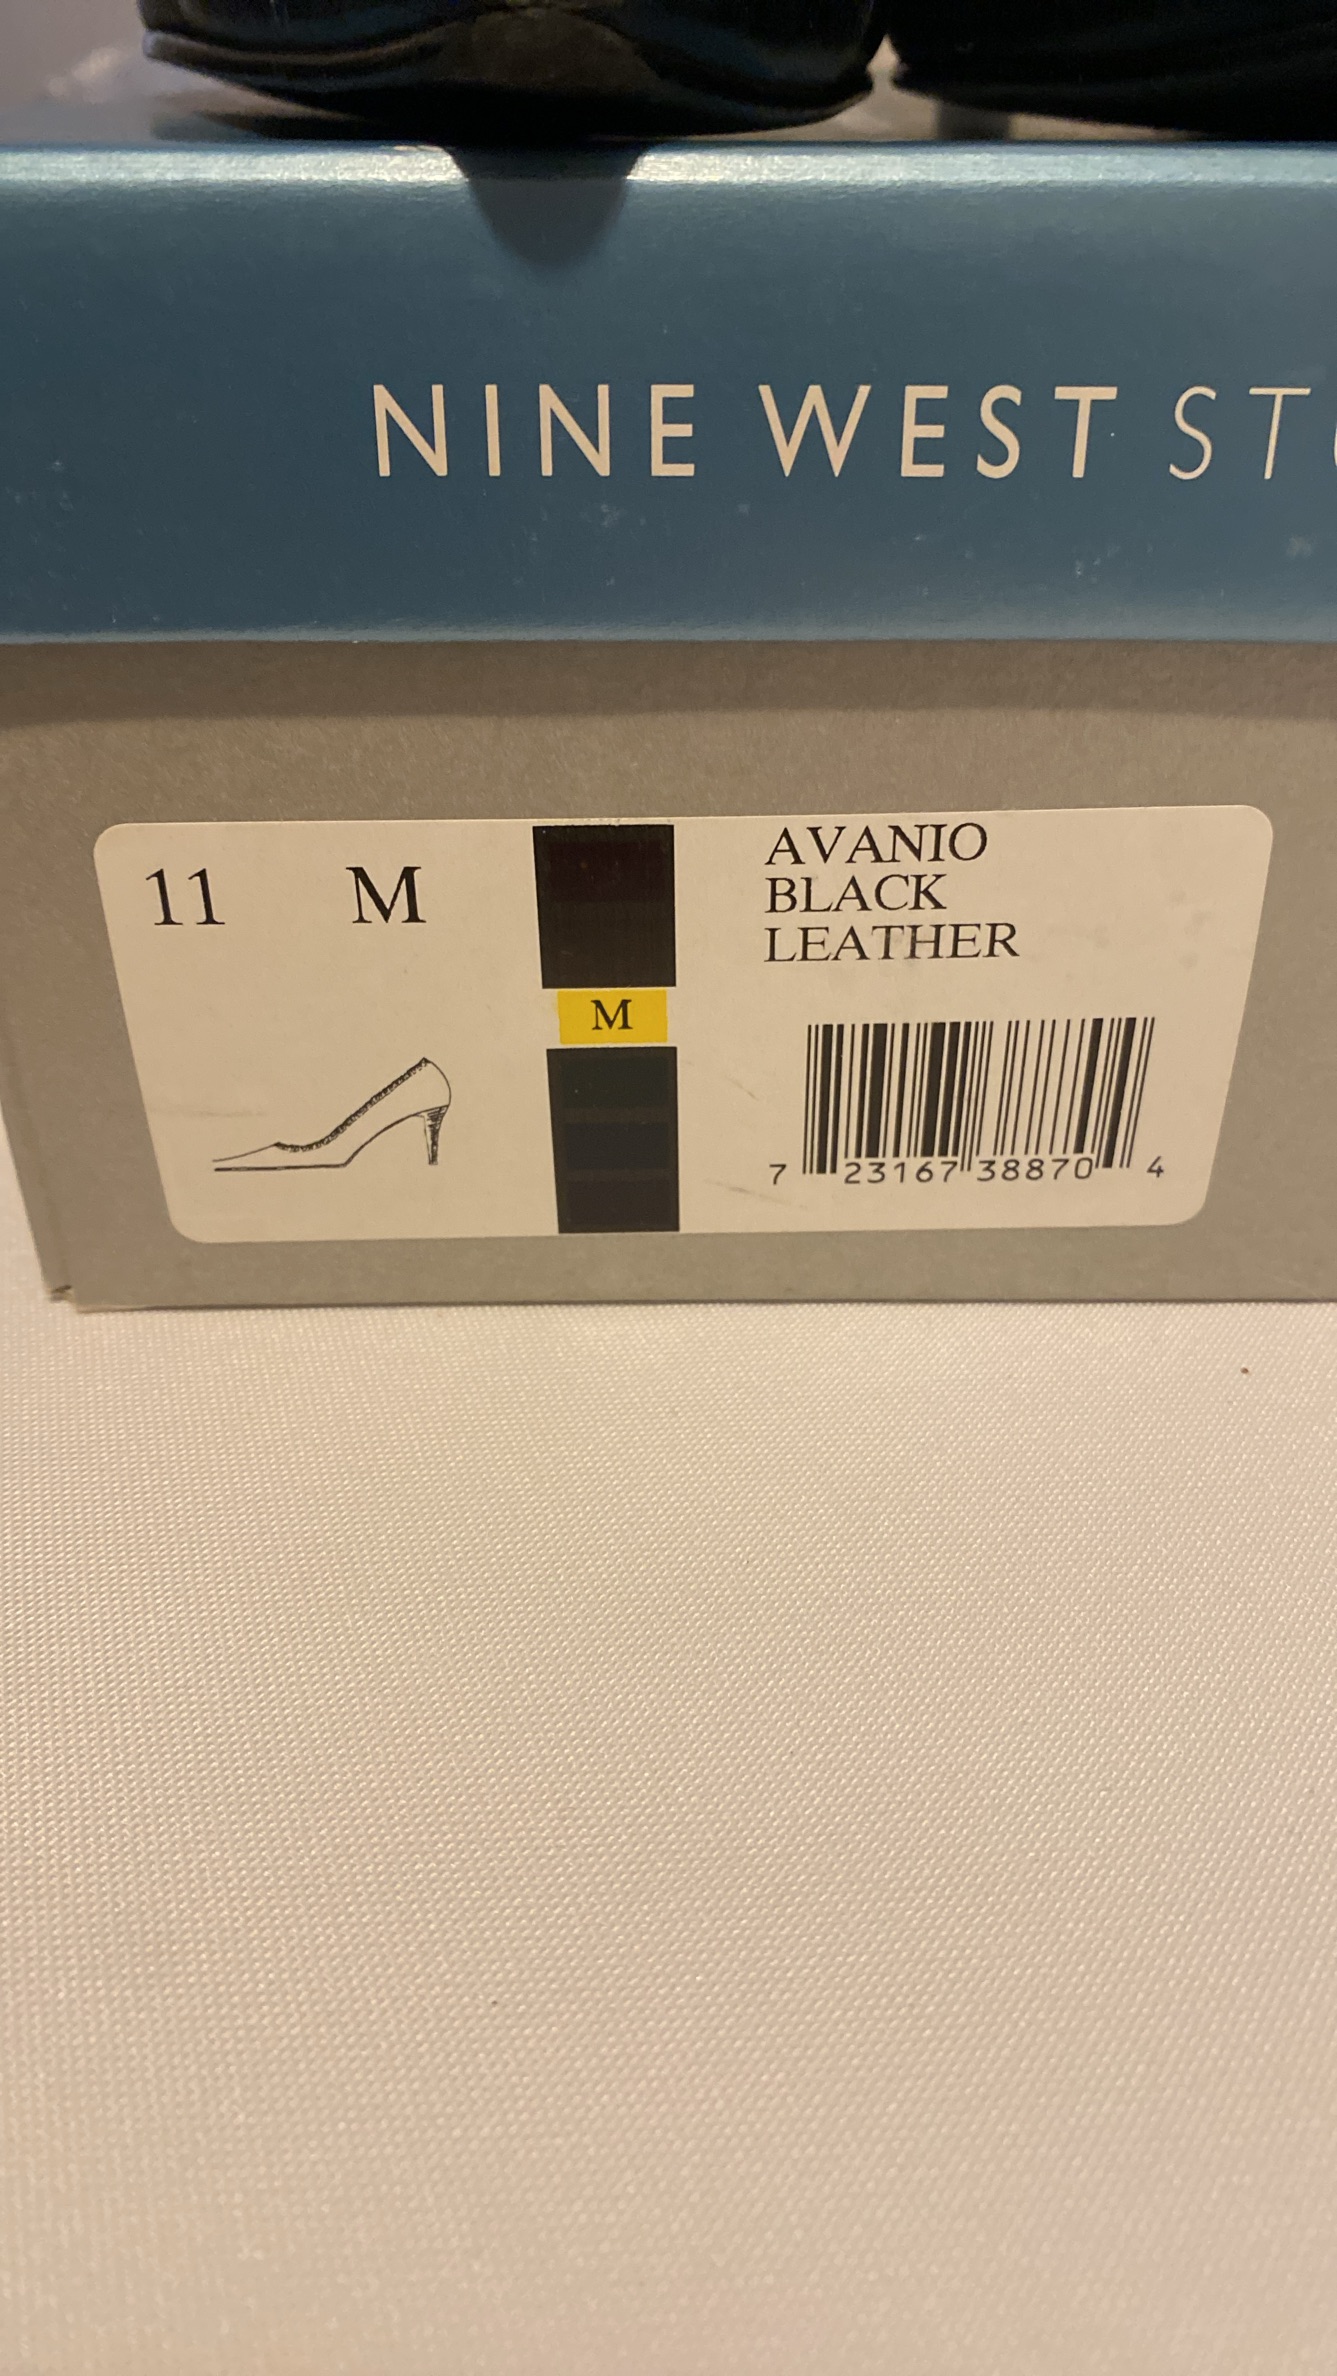 NINE WEST ST
11 M
AVANIO
BLACK
LEATHER
M
7 23167 38870 4